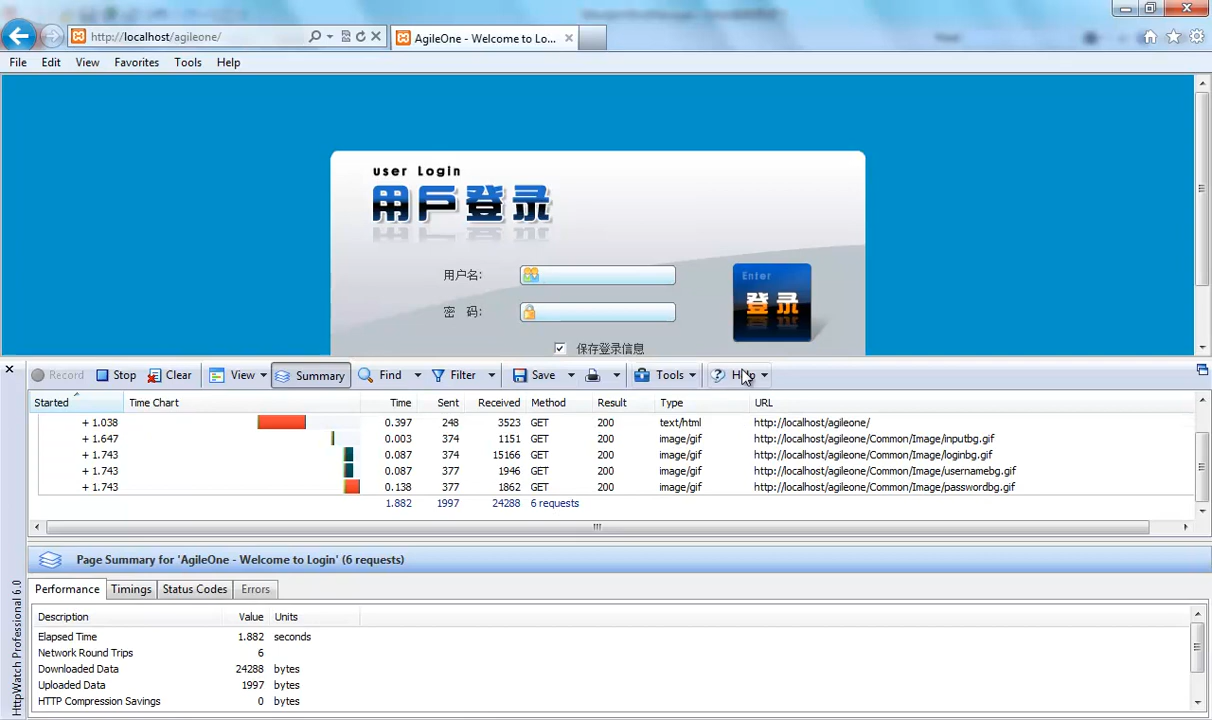 http://localhost/agileone/
AgileOne - Welcome to Lo...
File Edit View Favorites Tools Help
user Login
用戶登录
用户名:
密 码:
Enter
登录
保存登录信息
Record Stop Clear View Summary Find Filter Save Tools Help
Started Time Chart Time Sent Received Method Result Type URL
+ 1.038 0.397 248 3523 GET 200 text/html http://localhost/agileone/
+ 1.647 0.003 374 1151 GET 200 image/gif http://localhost/agileone/Common/Image/inputbg.gif
+ 1.743 0.087 374 15166 GET 200 image/gif http://localhost/agileone/Common/Image/loginbg.gif
+ 1.743 0.087 377 1946 GET 200 image/gif http://localhost/agileone/Common/Image/usernamebg.gif
+ 1.743 0.138 377 1862 GET 200 image/gif http://localhost/agileone/Common/Image/passwordbg.gif
1.882 1997 24288 6 requests
Page Summary for 'AgileOne - Welcome to Login' (6 requests)
Performance Timings Status Codes Errors
Description Value Units
Elapsed Time 1.882 seconds
Network Round Trips 6
Downloaded Data 24288 bytes
Uploaded Data 1997 bytes
HTTP Compression Savings 0 bytes
HttpWatch Professional 6.0